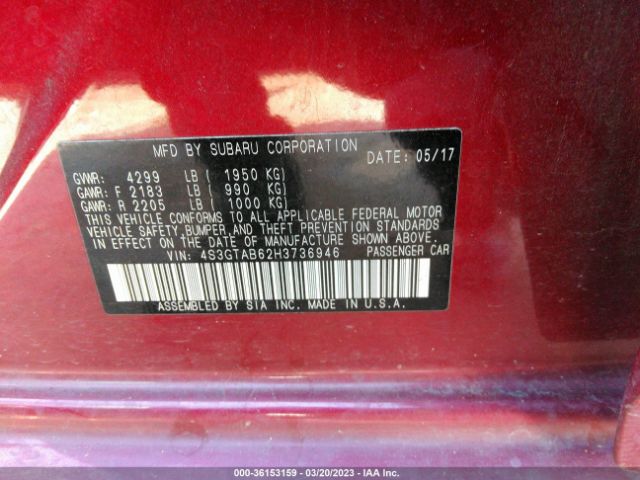 MFD BY SUBARU CORPORATION DATE: 05/17
GVWR: 4299 LB ( 1950 KG)
GAWR: F 2183 LB ( 990 KG)
GAWR: R 2205 LB ( 1000 KG)
THIS VEHICLE CONFORMS TO ALL APPLICABLE FEDERAL MOTOR
VEHICLE SAFETY, BUMPER, AND THEFT PREVENTION STANDARDS
IN EFFECT ON THE DATE OF MANUFACTURE SHOWN ABOVE.
VIN: 4S3GTAB62H3736946 PASSENGER CAR
ASSEMBLED BY SIA INC. MADE IN U.S.A.
000-36153159 - 03/20/2023 - IAA Inc.